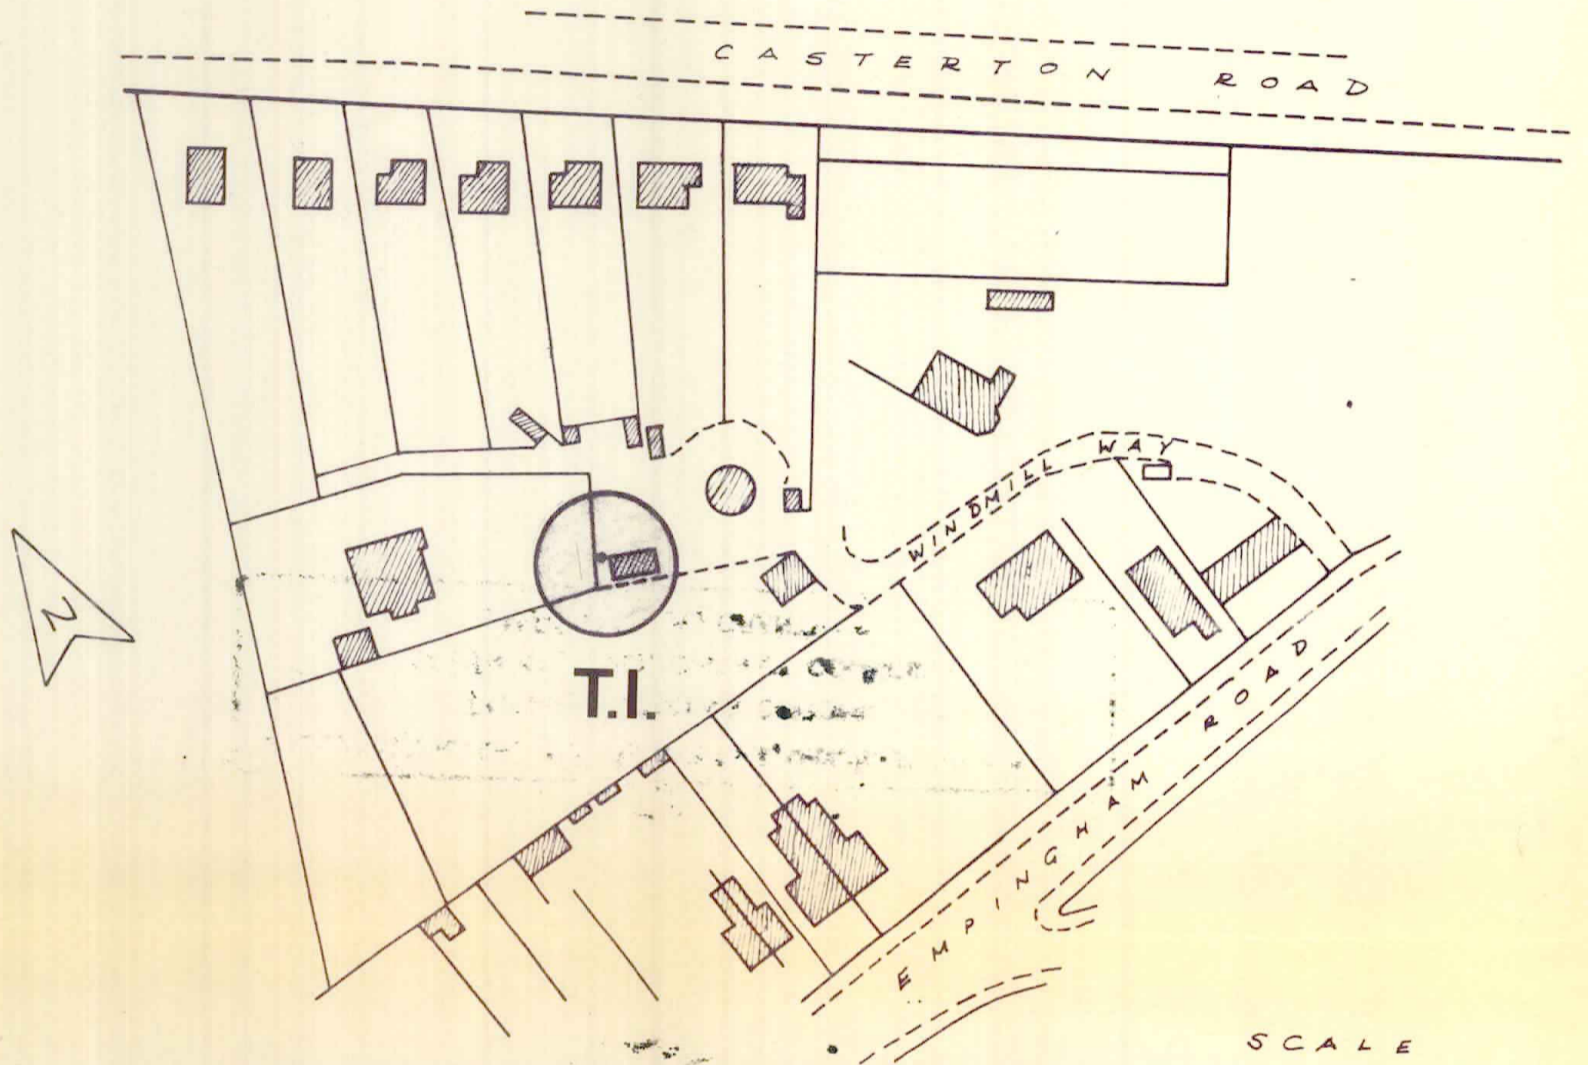 CASTERTON ROAD
WINDMILL WAY
T.I.
EMPINGHAM ROAD
SCALE